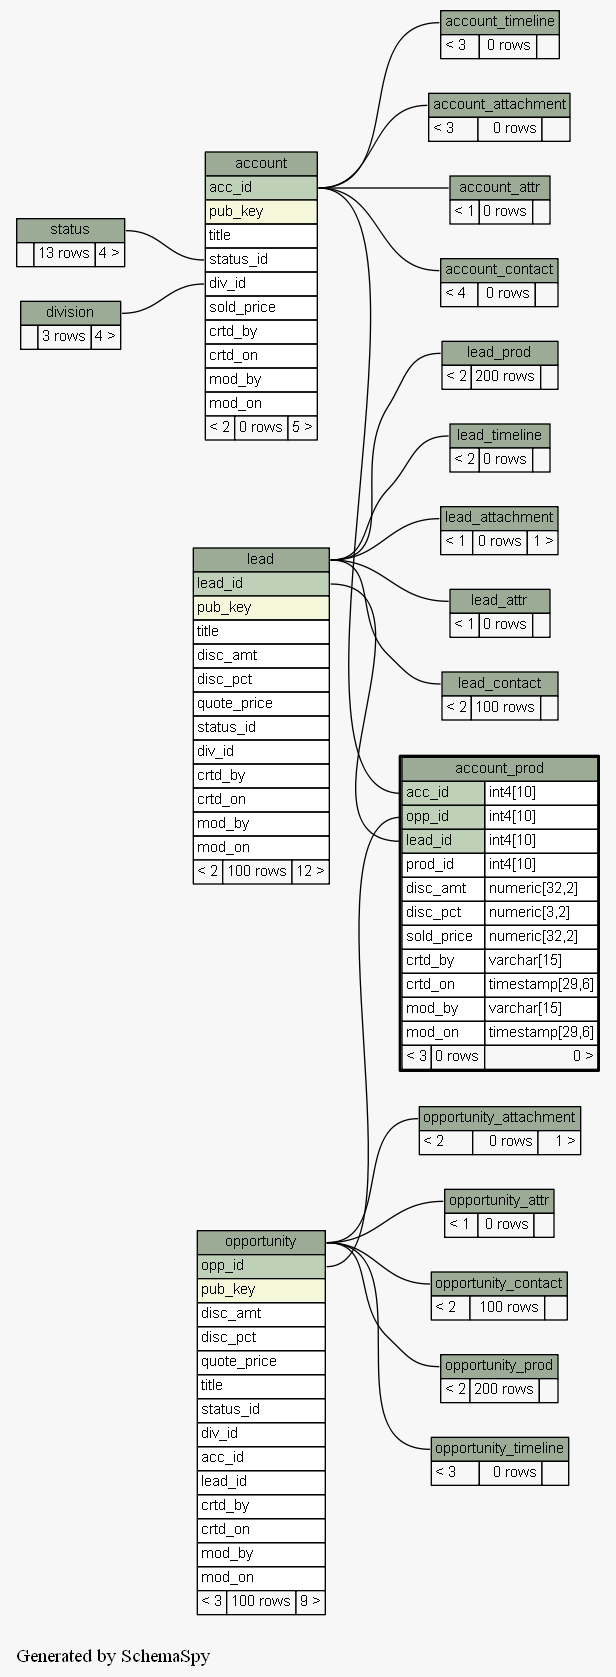 account_timeline
< 3 0 rows
account_attachment
< 3 0 rows
account_attr
< 1 0 rows
account_contact
< 4 0 rows
account
acc_id
pub_key
title
status_id
div_id
sold_price
crtd_by
crtd_on
mod_by
mod_on
< 2 0 rows 5 >
status
13 rows 4 >
division
3 rows 4 >
lead_prod
< 2 200 rows
lead_timeline
< 2 0 rows
lead_attachment
< 1 0 rows 1 >
lead_attr
< 1 0 rows
lead_contact
< 2 100 rows
lead
lead_id
pub_key
title
disc_amt
disc_pct
quote_price
status_id
div_id
crtd_by
crtd_on
mod_by
mod_on
< 2 100 rows 12 >
account_prod
acc_id int4[10]
opp_id int4[10]
lead_id int4[10]
prod_id int4[10]
disc_amt numeric[32,2]
disc_pct numeric[3,2]
sold_price numeric[32,2]
crtd_by varchar[15]
crtd_on timestamp[29,6]
mod_by varchar[15]
mod_on timestamp[29,6]
< 3 0 rows 0 >
opportunity_attachment
< 2 0 rows 1 >
opportunity_attr
< 1 0 rows
opportunity_contact
< 2 100 rows
opportunity_prod
< 2 200 rows
opportunity_timeline
< 3 0 rows
opportunity
opp_id
pub_key
disc_amt
disc_pct
quote_price
title
status_id
div_id
acc_id
lead_id
crtd_by
crtd_on
mod_by
mod_on
< 3 100 rows 9 >
Generated by SchemaSpy